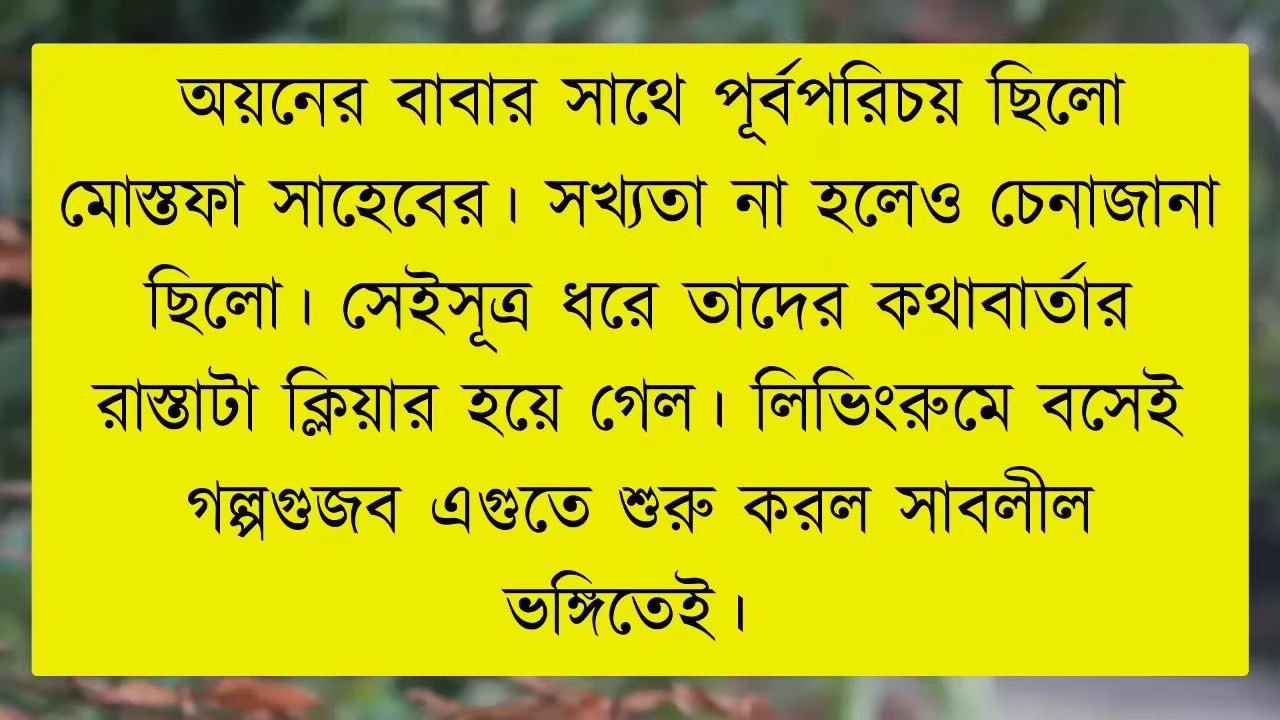 অয়নের বাবার সাথে পূর্বপরিচয় ছিলো
মোস্তফা সাহেবের। সখ্যতা না হলেও চেনাজানা
ছিলো। সেইসূত্র ধরে তাদের কথাবার্তার
রাস্তাটা ক্লিয়ার হয়ে গেল। লিভিংরুমে বসেই
গল্পগুজব এগুতে শুরু করল সাবলীল
ভঙ্গিতেই।